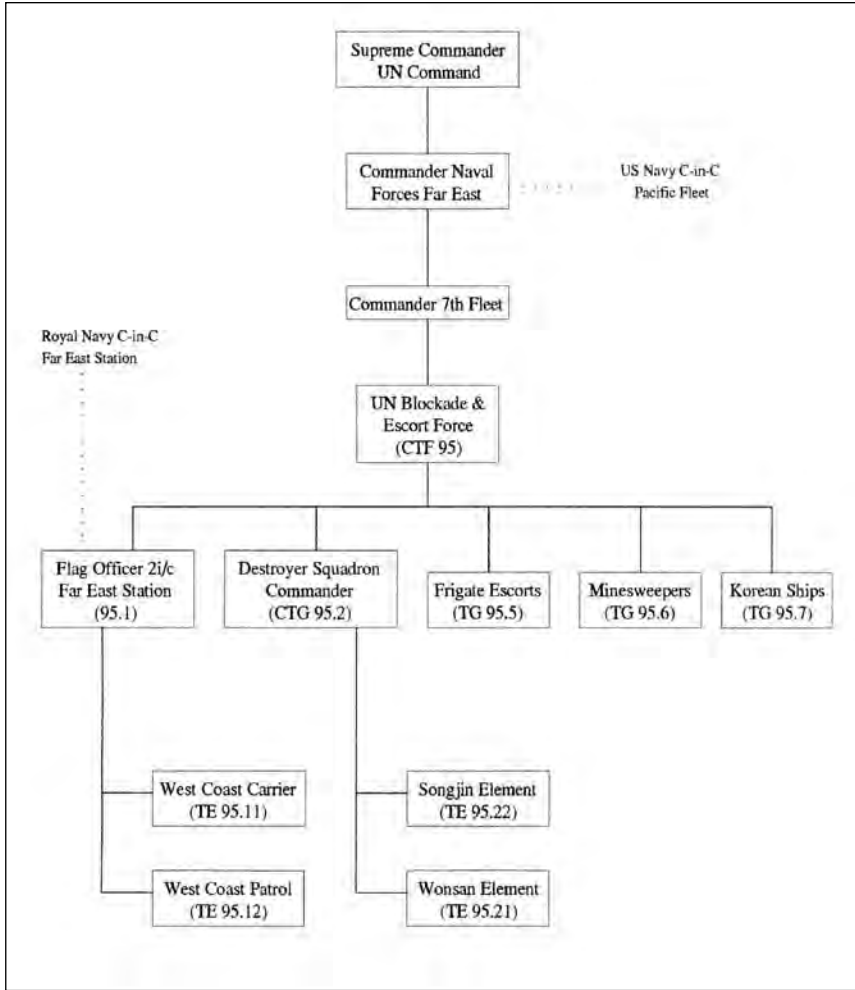 Supreme Commander
UN Command
Commander Naval
Forces Far East
US Navy C-in-C
Pacific Fleet
Commander 7th Fleet
Royal Navy C-in-C
Far East Station
UN Blockade &
Escort Force
(CTF 95)
Flag Officer 2i/c
Far East Station
(95.1)
Destroyer Squadron
Commander
(CTG 95.2)
Frigate Escorts
(TG 95.5)
Minesweepers
(TG 95.6)
Korean Ships
(TG 95.7)
West Coast Carrier
(TE 95.11)
Songjin Element
(TE 95.22)
West Coast Patrol
(TE 95.12)
Wonsan Element
(TE 95.21)